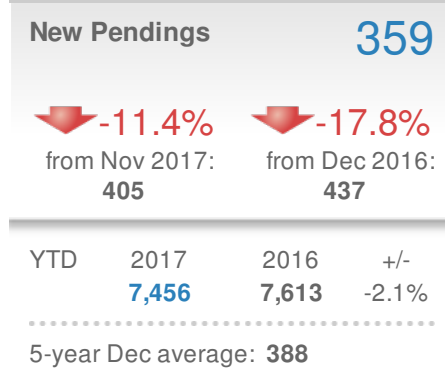 New Pendings 359
-11.4% -17.8%
from Nov 2017: from Dec 2016:
405 437
YTD 2017 2016 +/-
7,456 7,613 -2.1%
5-year Dec average: 388